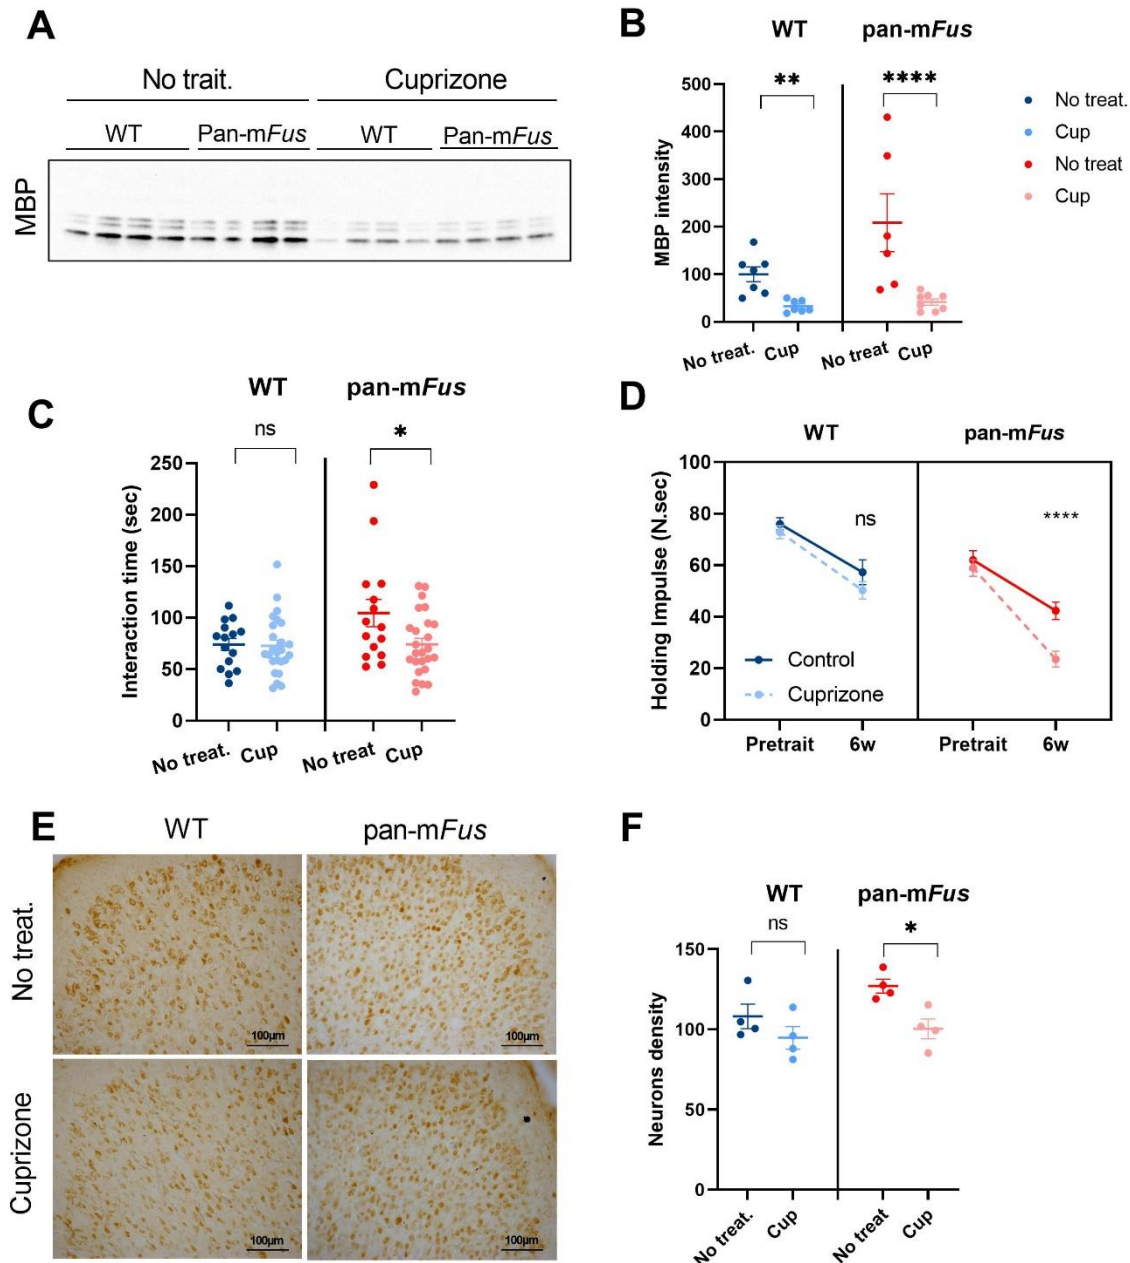 A
No trait.
Cuprizone
WT
Pan-mFus
WT
Pan-mFus
MBP
B
WT
pan-mFus
**
****
MBP intensity
500
400
300
200
100
0
No treat.
Cup
No treat
Cup
No treat.
Cup
No treat
Cup
C
WT
pan-mFus
ns
*
Interaction time (sec)
250
200
150
100
50
0
No treat.
Cup
No treat
Cup
D
WT
pan-mFus
ns
****
Holding Impulse (N.sec)
100
80
60
40
20
0
Control
Cuprizone
Pretrait
6w
Pretrait
6w
E
WT
pan-mFus
No treat.
100µm
100µm
Cuprizone
100µm
100µm
F
WT
pan-mFus
ns
*
Neurons density
150
100
50
0
No treat.
Cup
No treat
Cup